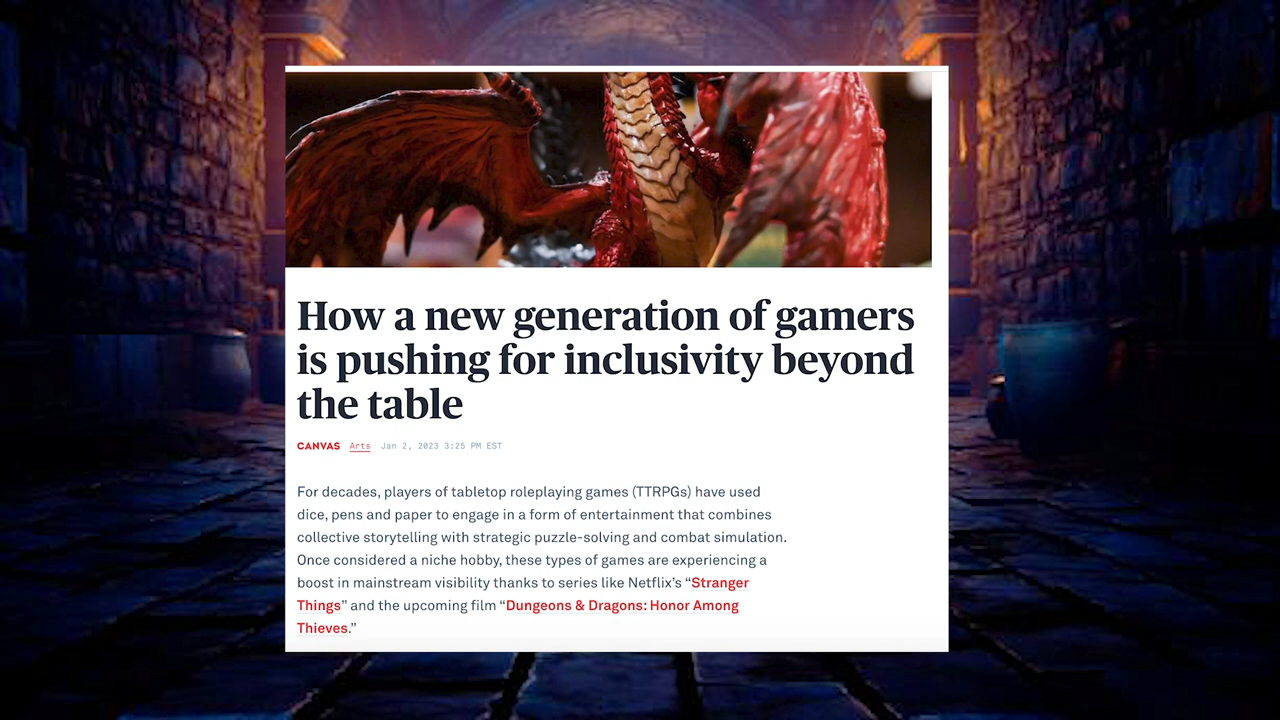 How a new generation of gamers
is pushing for inclusivity beyond
the table
CANVAS Arts Jan 2, 2023 3:25 PM EST
For decades, players of tabletop roleplaying games (TTRPGs) have used
dice, pens and paper to engage in a form of entertainment that combines
collective storytelling with strategic puzzle-solving and combat simulation.
Once considered a niche hobby, these types of games are experiencing a
boost in mainstream visibility thanks to series like Netflix’s “Stranger
Things” and the upcoming film “Dungeons & Dragons: Honor Among
Thieves.”